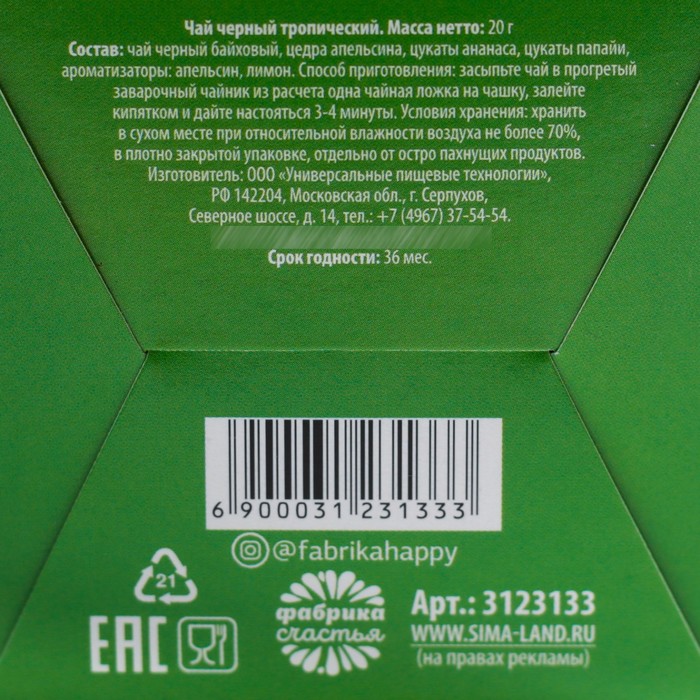 Чай черный тропический. Масса нетто: 20 г
Состав: чай черный байховый, цедра апельсина, цукаты ананаса, цукаты папайи,
ароматизаторы: апельсин, лимон. Способ приготовления: засыпьте чай в прогретый
заварочный чайник из расчета одна чайная ложка на чашку, залейте
кипятком и дайте настояться 3-4 минуты. Условия хранения: хранить
в сухом месте при относительной влажности воздуха не более 70%,
в плотно закрытой упаковке, отдельно от остро пахнущих продуктов.
Изготовитель: ООО «Универсальные пищевые технологии»,
РФ 142204, Московская обл., г. Серпухов,
Северное шоссе, д. 14, тел.: +7 (4967) 37-54-54.
Срок годности: 36 мес.
6 900031 231333
@fabrikahappy
21
EAC
фабрика
счастья
Арт.: 3123133
WWW.SIMA-LAND.RU
(на правах рекламы)